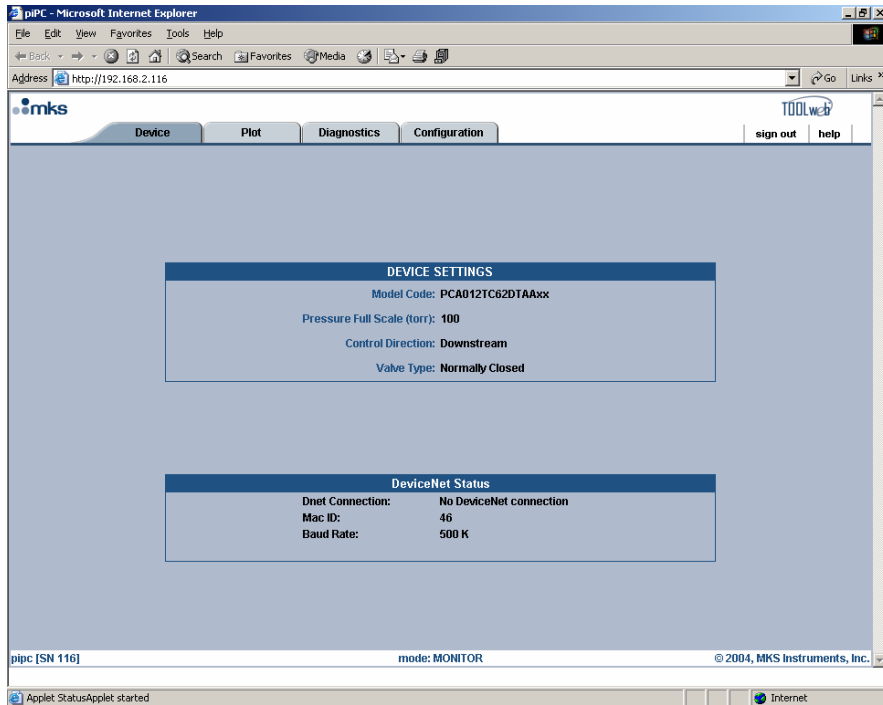 piPC - Microsoft Internet Explorer
File Edit View Favorites Tools Help
Back Search Favorites Media
Address http://192.168.2.116 Go Links »
mks TOOLweb
Device Plot Diagnostics Configuration sign out help
DEVICE SETTINGS
Model Code: PCA012TC62DTAAxx
Pressure Full Scale (torr): 100
Control Direction: Downstream
Valve Type: Normally Closed
DeviceNet Status
Dnet Connection: No DeviceNet connection
Mac ID: 46
Baud Rate: 500 K
pipc [SN 116] mode: MONITOR © 2004, MKS Instruments, Inc.
Applet StatusApplet started Internet